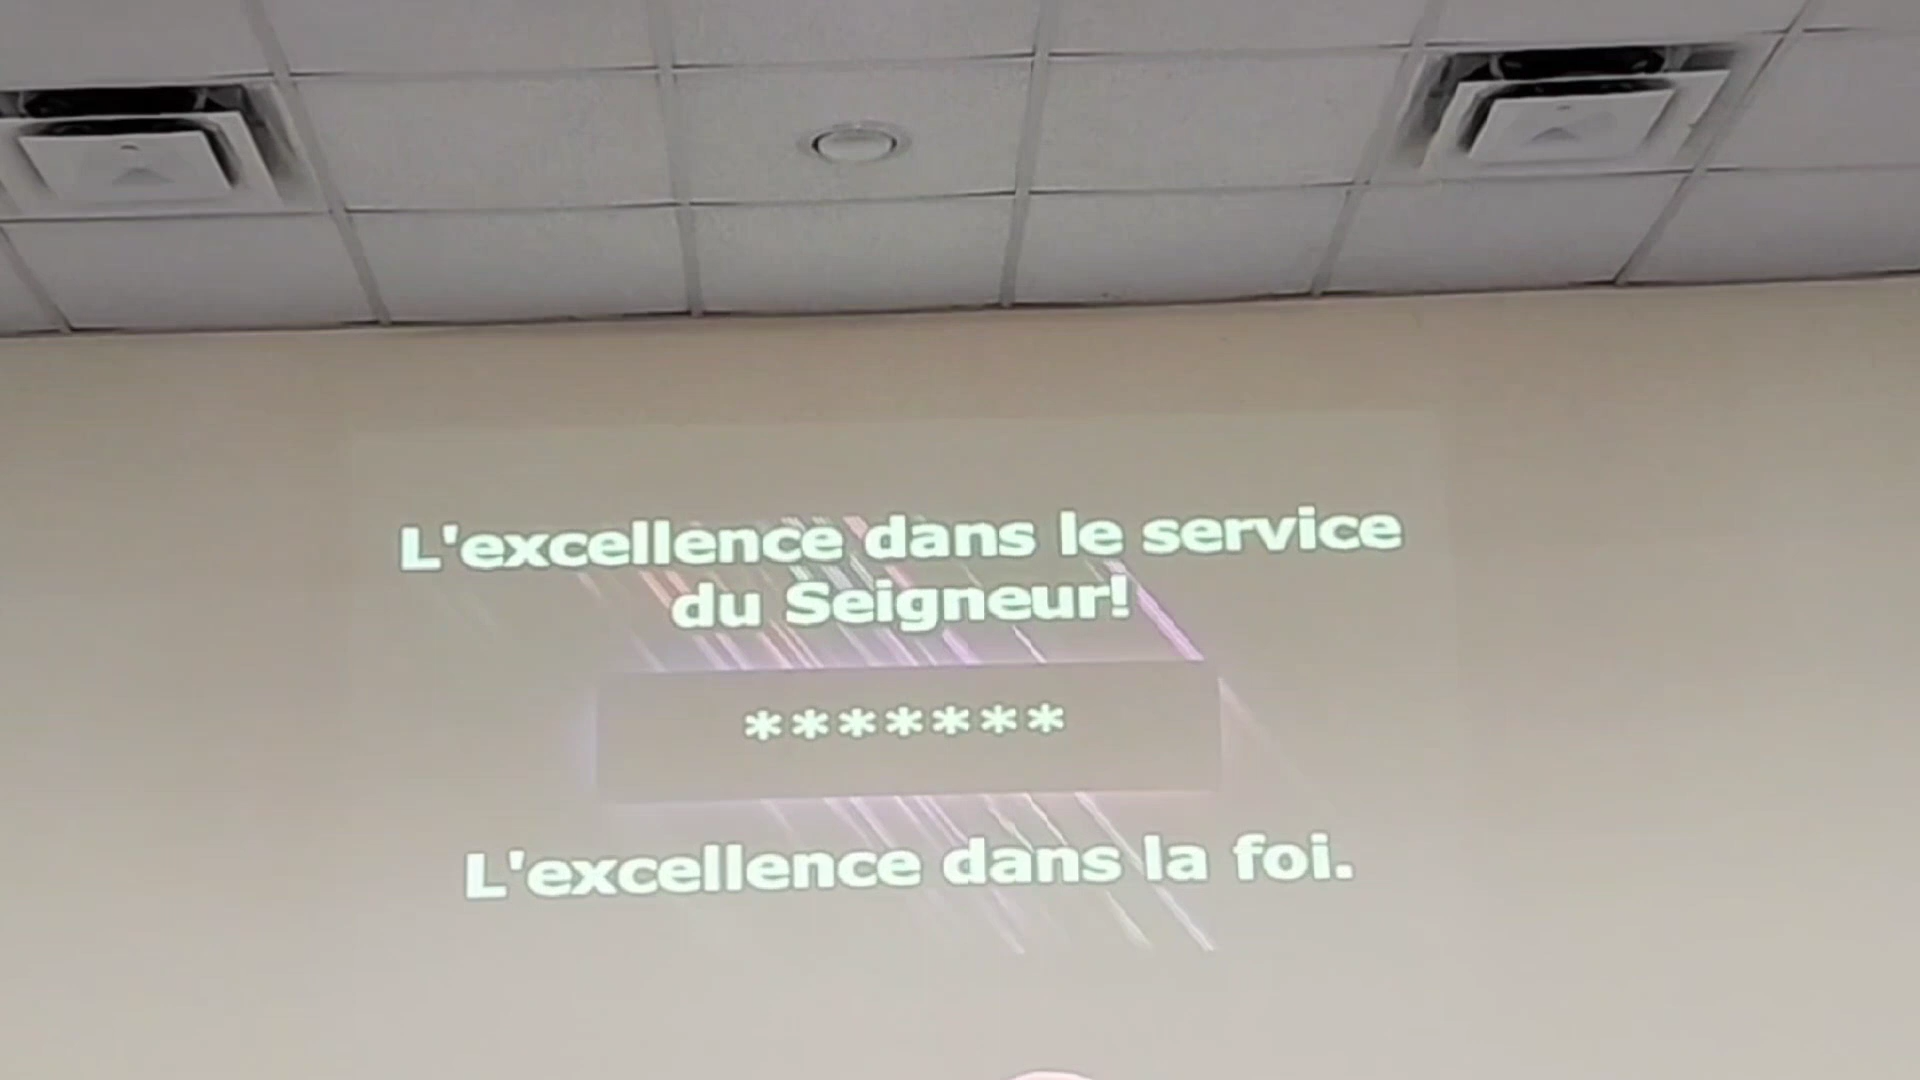 L'excellence dans le service
du Seigneur!
*******
L'excellence dans la foi.